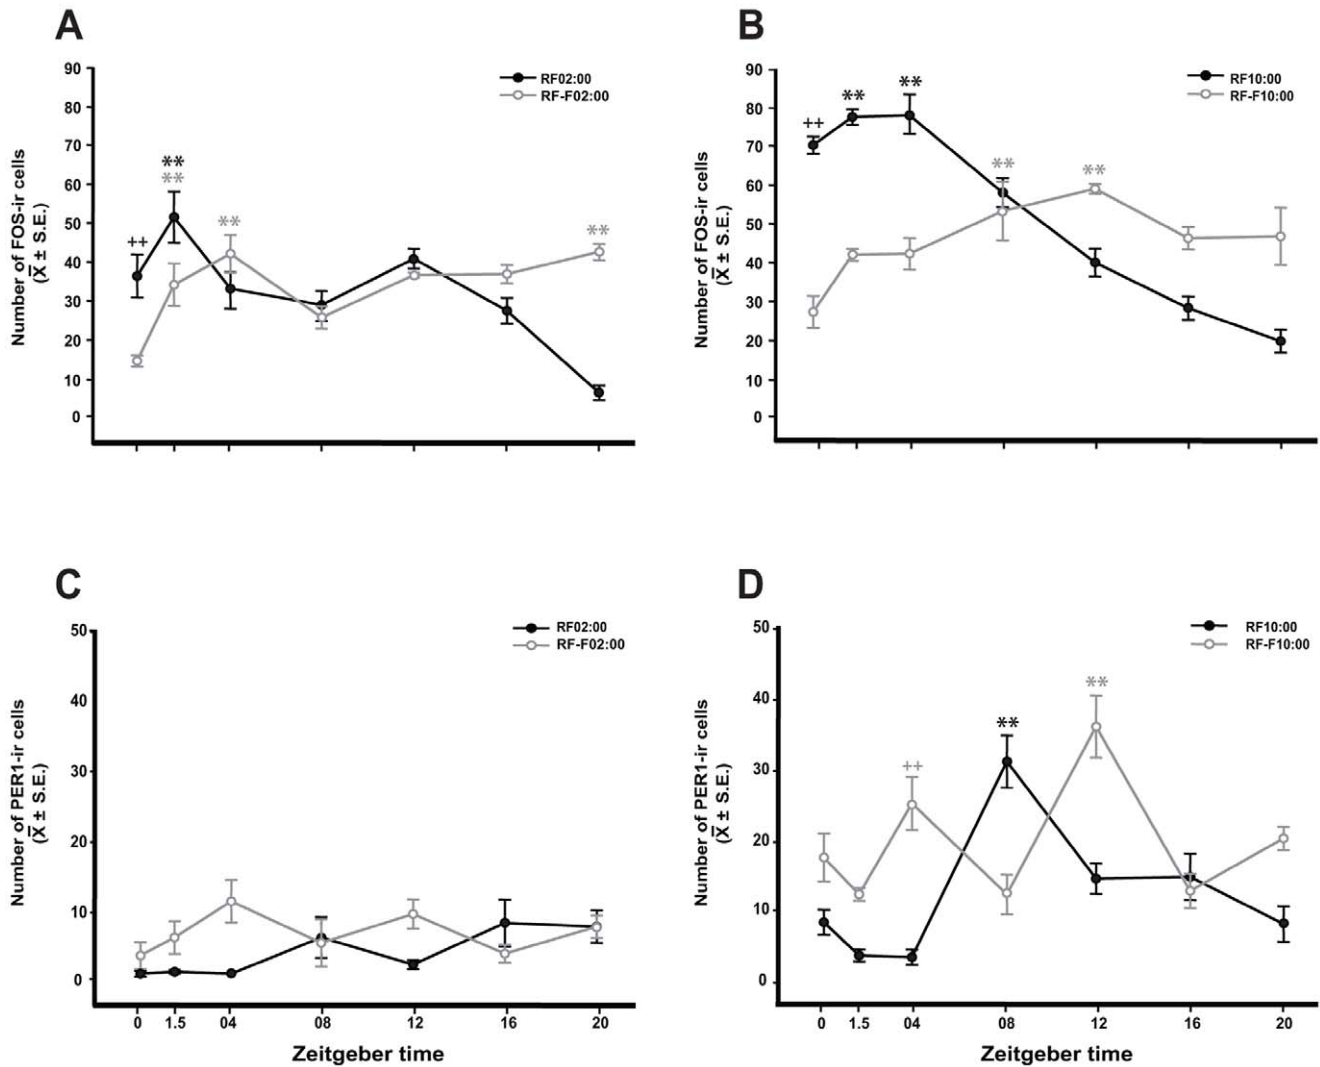 A
90
80
70
60
50
40
30
20
10
0
Number of FOS-ir cells
(X̅ ± S.E.)
RF02:00
RF-F02:00
++
**
**
**
**
B
90
80
70
60
50
40
30
20
10
0
Number of FOS-ir cells
(X̅ ± S.E.)
RF10:00
RF-F10:00
++
**
**
**
**
C
50
40
30
20
10
0
Number of PER1-ir cells
(X̅ ± S.E.)
RF02:00
RF-F02:00
0 1.5 04 08 12 16 20
Zeitgeber time
D
50
40
30
20
10
0
Number of PER1-ir cells
(X̅ ± S.E.)
RF10:00
RF-F10:00
++
**
**
0 1.5 04 08 12 16 20
Zeitgeber time